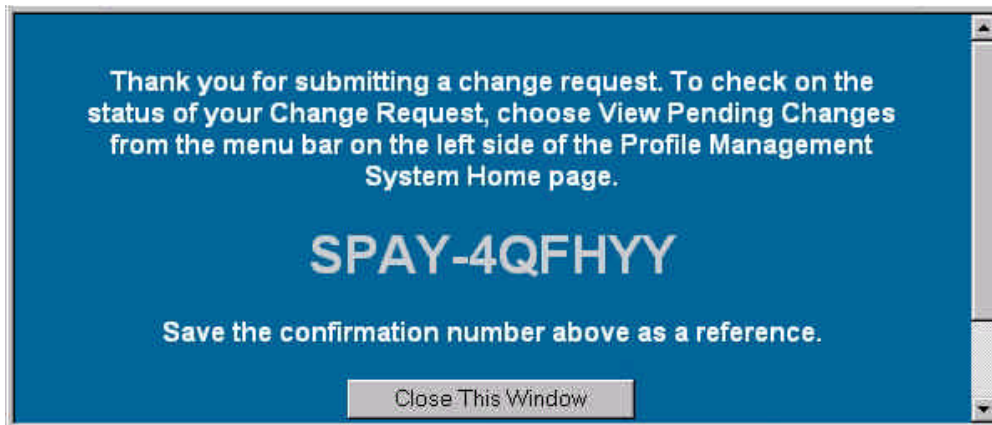 Thank you for submitting a change request. To check on the
status of your Change Request, choose View Pending Changes
from the menu bar on the left side of the Profile Management
System Home page.
SPAY-4QFHYY
Save the confirmation number above as a reference.
Close This Window